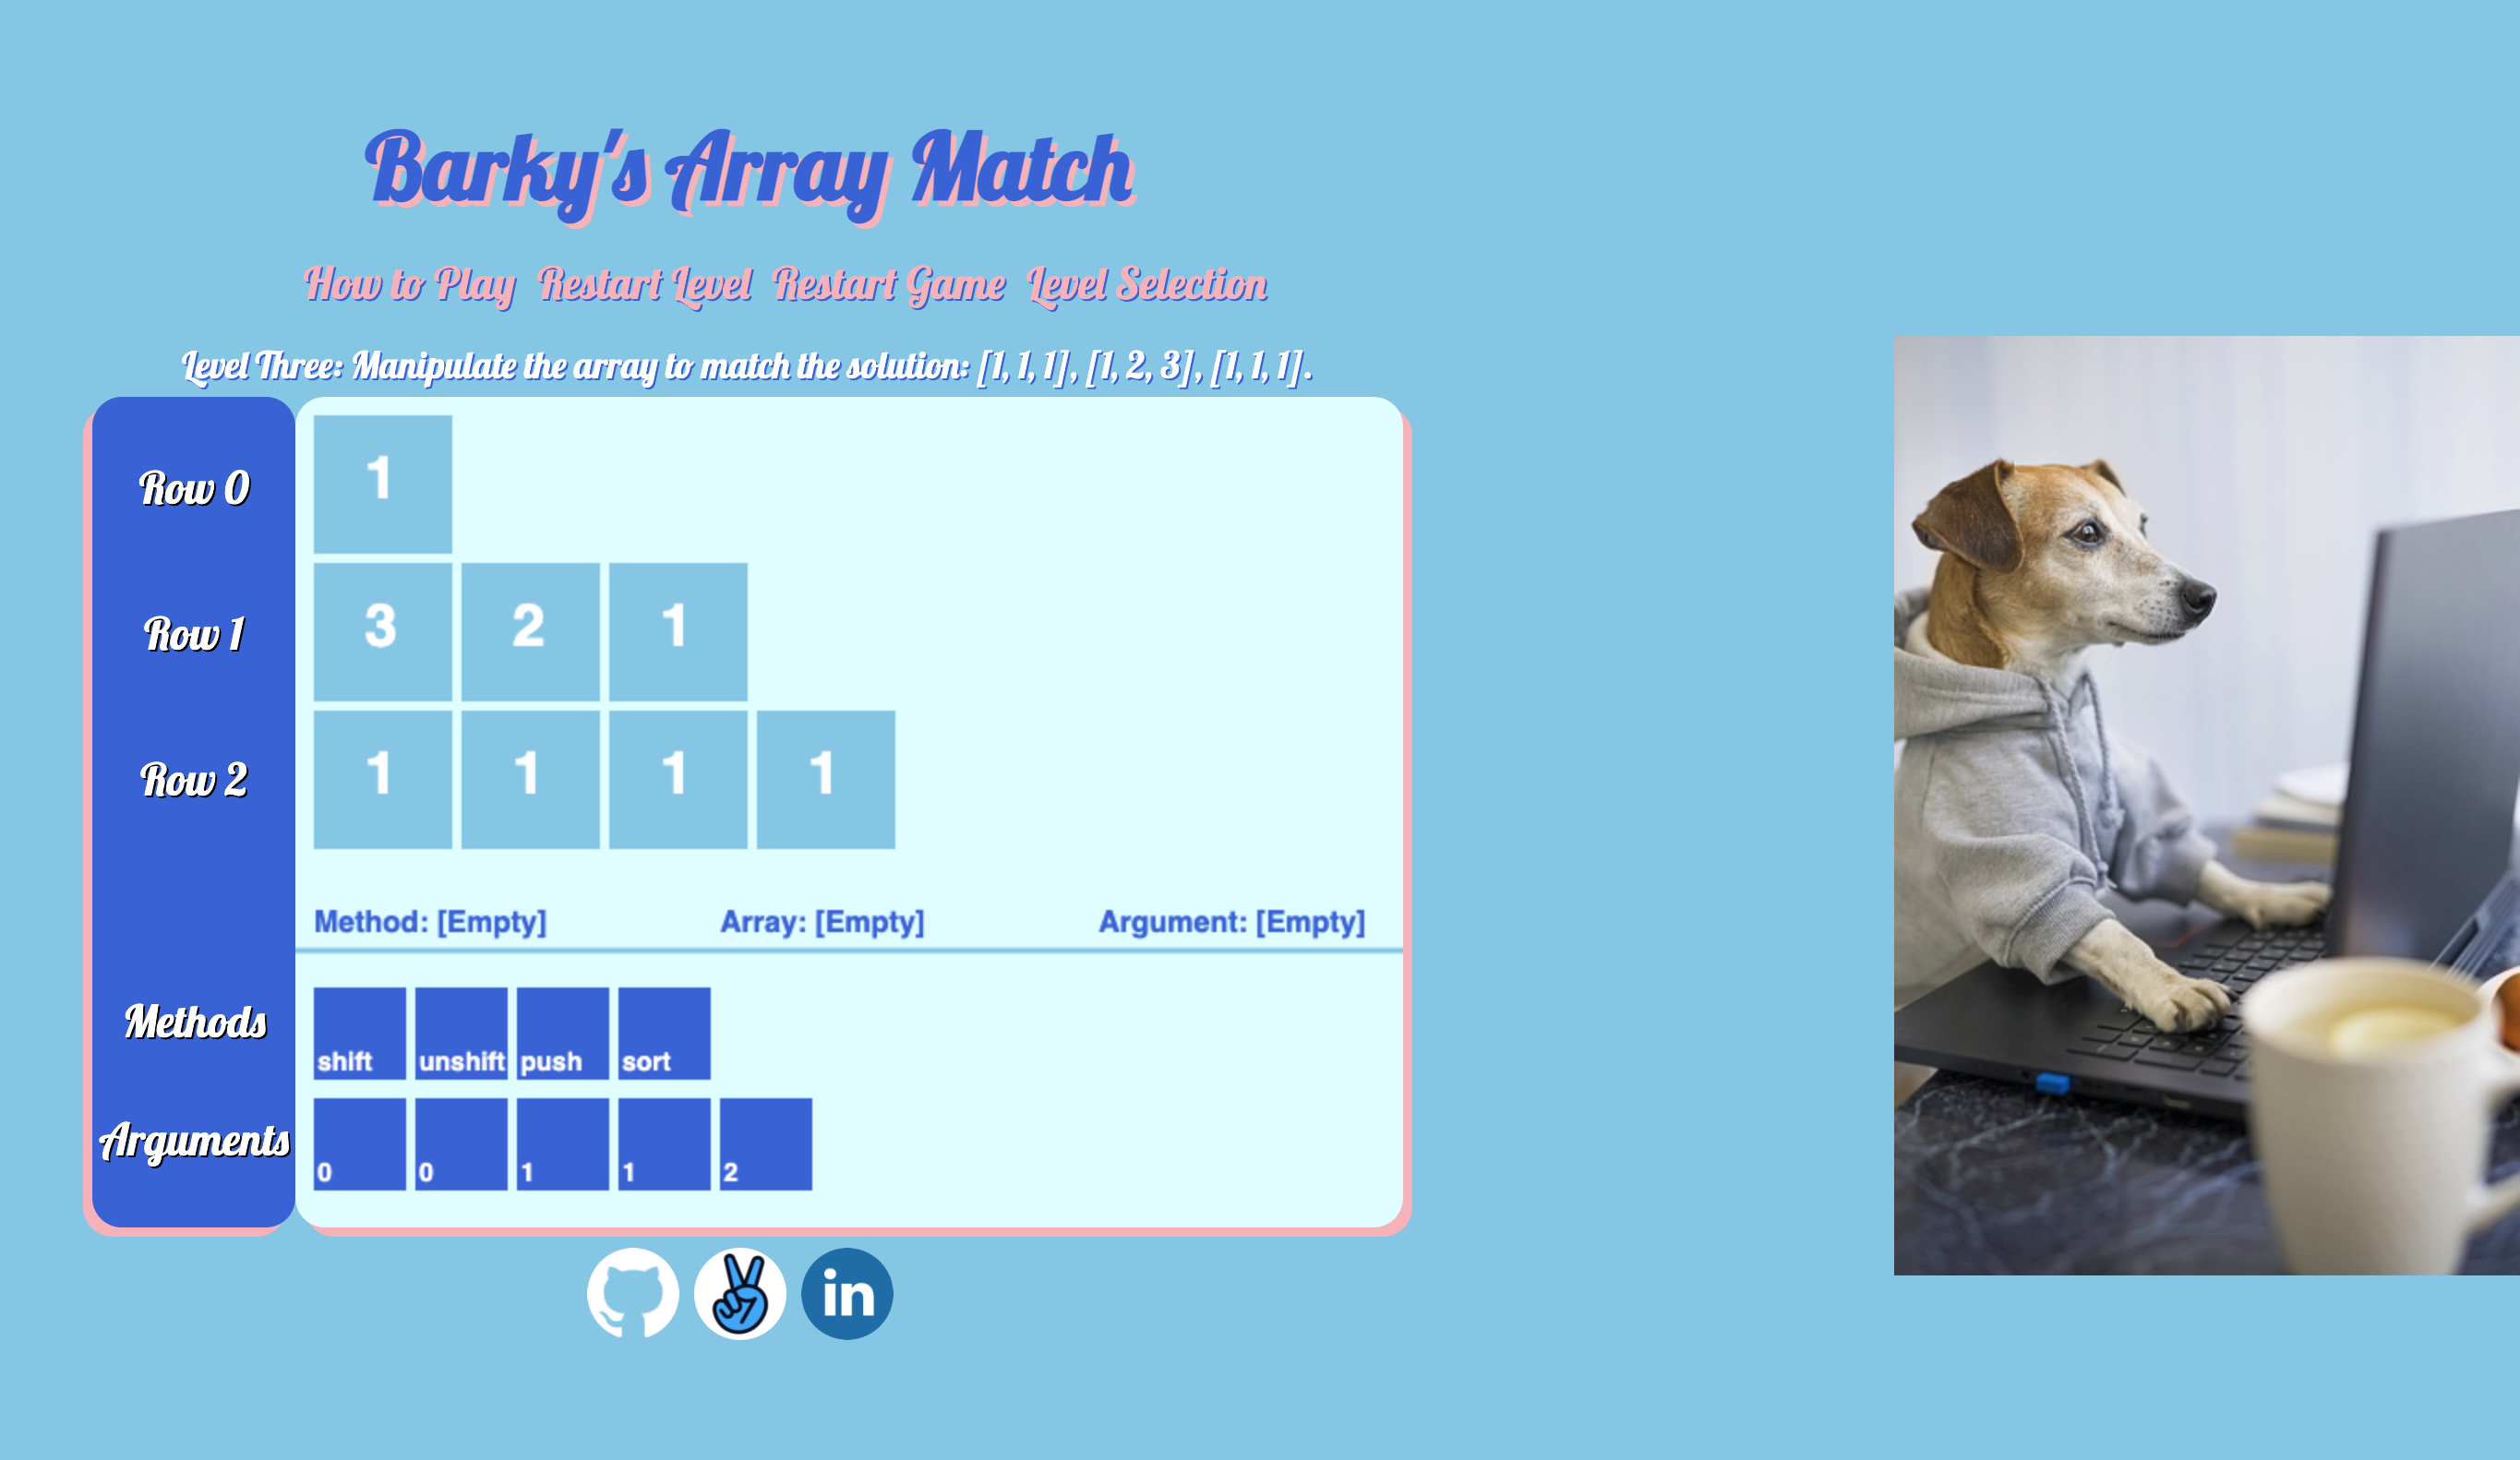 Barky's Array Match
How to Play Restart Level Restart Game Level Selection
Level Three: Manipulate the array to match the solution: [1, 1, 1], [1, 2, 3], [1, 1, 1].
Row 0
1
Row 1
3 2 1
Row 2
1 1 1 1
Method: [Empty] Array: [Empty] Argument: [Empty]
Methods
shift unshift push sort
Arguments
0 0 1 1 2
in